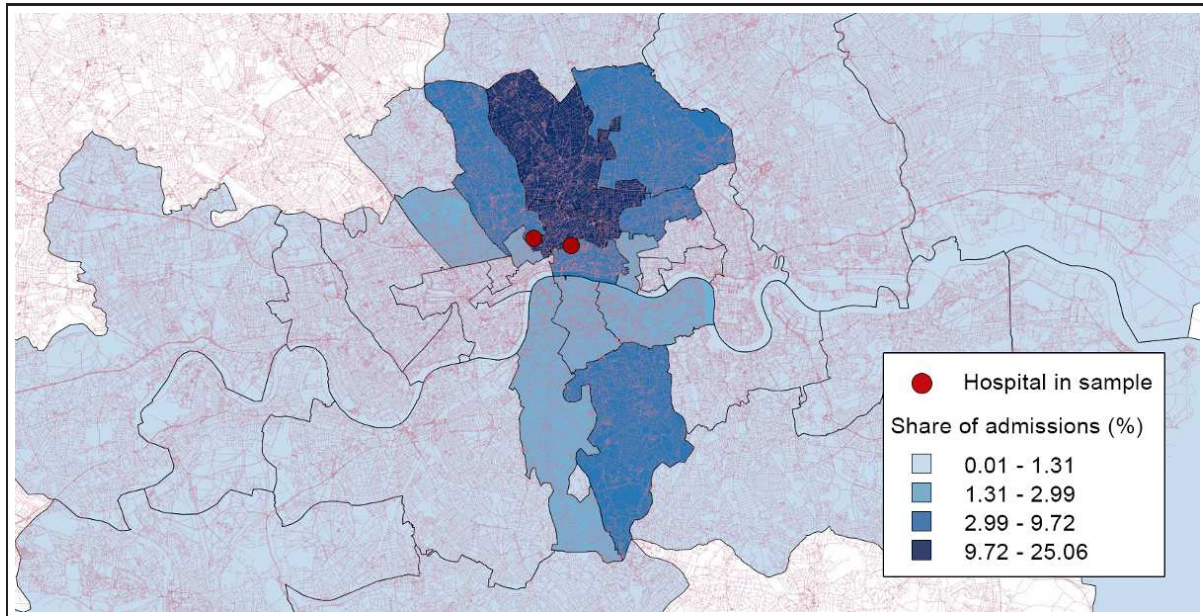 Hospital in sample
Share of admissions (%)
0.01 - 1.31
1.31 - 2.99
2.99 - 9.72
9.72 - 25.06